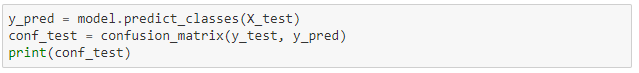 y_pred = model.predict_classes(X_test)
conf_test = confusion_matrix(y_test, y_pred)
print(conf_test)